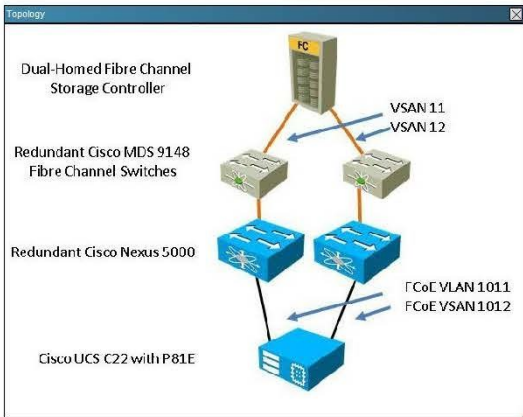 Topology
FC
Dual-Homed Fibre Channel
Storage Controller
VSAN 11
VSAN 12
Redundant Cisco MDS 9148
Fibre Channel Switches
Redundant Cisco Nexus 5000
FCoE VLAN 1011
FCoE VSAN 1012
Cisco UCS C22 with P81E